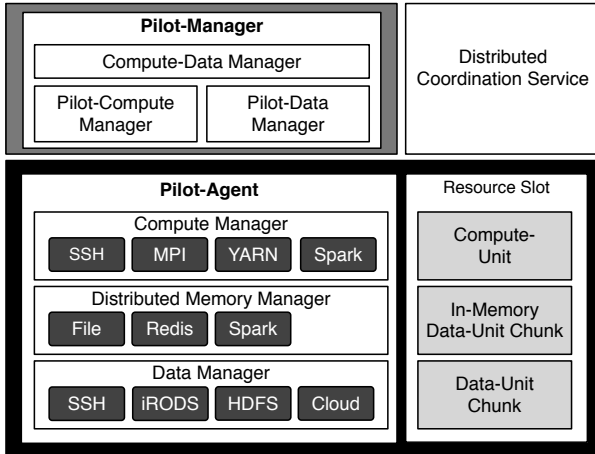 Pilot-Manager
Compute-Data Manager
Pilot-Compute
Manager
Pilot-Data
Manager
Distributed
Coordination Service
Pilot-Agent
Compute Manager
SSH
MPI
YARN
Spark
Distributed Memory Manager
File
Redis
Spark
Data Manager
SSH
iRODS
HDFS
Cloud
Resource Slot
Compute-
Unit
In-Memory
Data-Unit Chunk
Data-Unit
Chunk